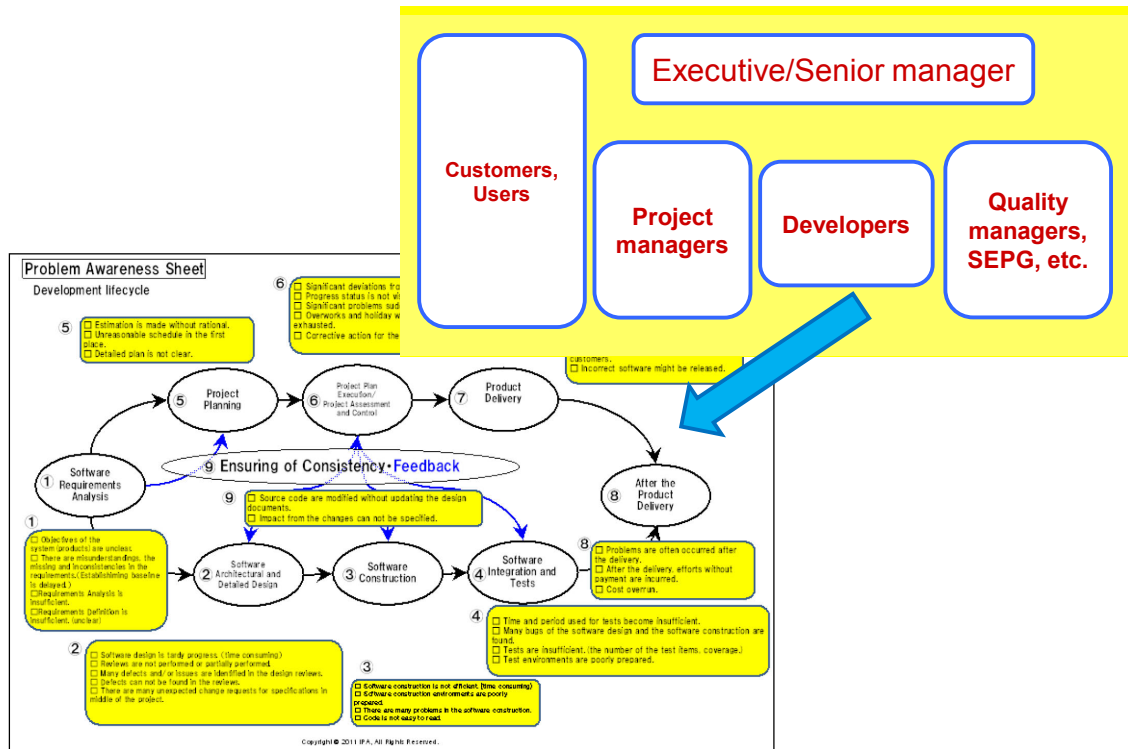 Executive/Senior manager
Customers,
Users
Project
managers
Developers
Quality
managers,
SEPG, etc.
Problem Awareness Sheet
Development lifecycle
⑤
□ Estimation is made without rational.
□ Unreasonable schedule in the first
place.
□ Detailed plan is not clear.
⑥
□ Significant deviations
□ Progress status is not
□ Significant problems
□ Overworks and holiday
exhausted.
□ Corrective action for the
customers.
□ Incorrect software might be released.
⑤ Project
Planning
⑥ Project Plan
Execution/
Project Assessment
and Control
⑦ Product
Delivery
⑨ Ensuring of Consistency・Feedback
① Software
Requirements
Analysis
⑧ After the
Product
Delivery
⑨
□ Source code are modified without updating the design
documents.
□ Impact from the changes can not be specified.
①
□ Objectives of the
system (products) are unclear.
□ There are misunderstandings, the
missing and inconsistencies in the
requirements.(Establishimng baseline
is delayed.)
□Requirements Analysis is
insufficient.
□Requirements Definition is
insufficient. (unclear)
② Software
Architectural and
Detailed Design
③ Software
Construction
④ Software
Integration and
Tests
⑧
□ Problems are often occurred after
the delivery.
□ After the delivery, efforts without
payment are incurred.
□ Cost overrun.
④
□ Time and period used for tests become insufficient.
□ Many bugs of the software design and the software construction are
found.
□ Tests are insufficient. (the number of the test items, coverage.)
□ Test environments are poorly prepared.
②
□ Software design is tardy progress. (time consuming)
□ Reviews are not performed or partially performed.
□ Many defects and/or issues are identified in the design reviews.
□ Defects can not be found in the reviews.
□ There are many unexpected change requests for specifications in
middle of the project.
③
□ Software construction is not efficient. (time consuming)
□ Software construction environments are poorly
prepared.
□ There are many problems in the software construction.
□ Code is not easy to read.
Copyright © 2011 IPA, All Rights Reserved.